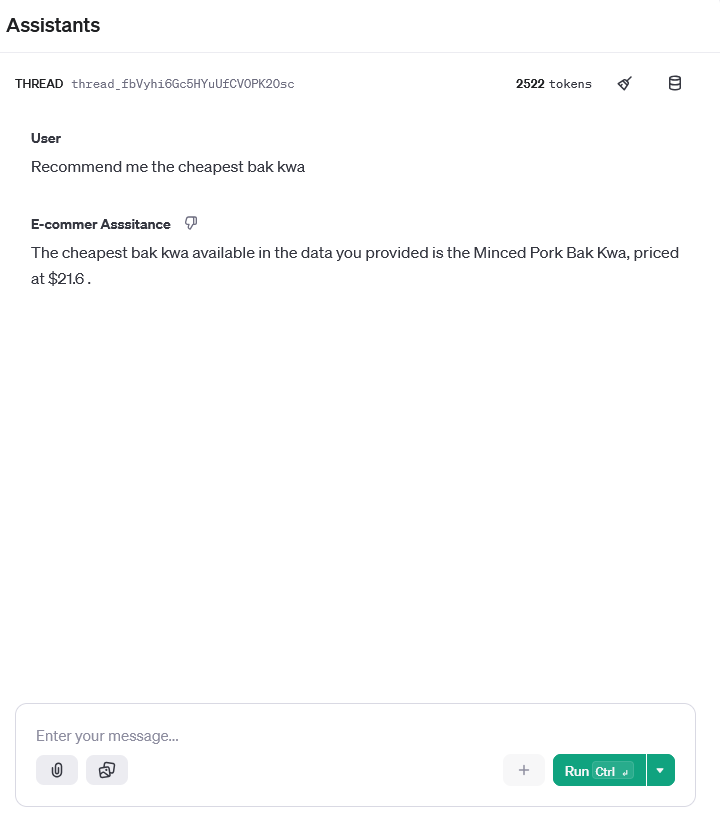 Assistants
THREAD thread_fbVyhi6Gc5HYuUfCVOPK2Osc 2522 tokens
User
Recommend me the cheapest bak kwa
E-commer Asssitance
The cheapest bak kwa available in the data you provided is the Minced Pork Bak Kwa, priced
at $21.6 .
Enter your message...
Run Ctrl ↲